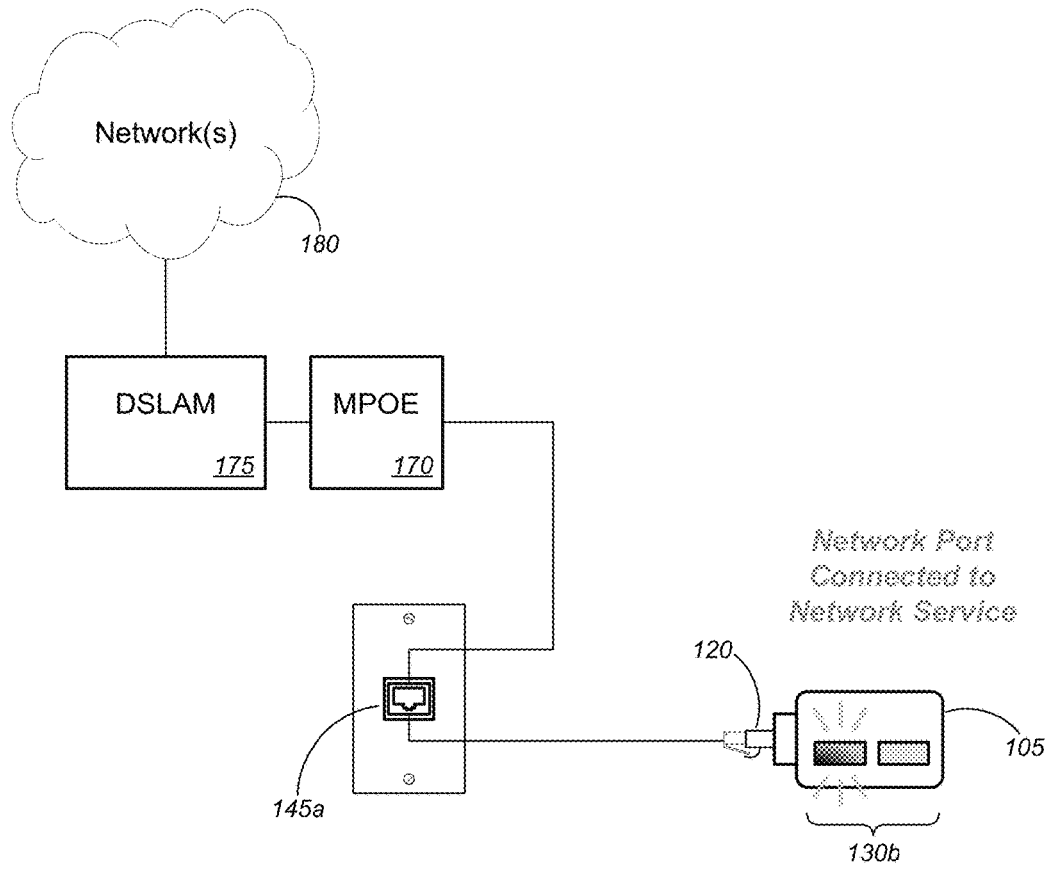 Network(s)
180
DSLAM
175
MPOE
170
Network Port
Connected to
Network Service
120
105
145a
130b